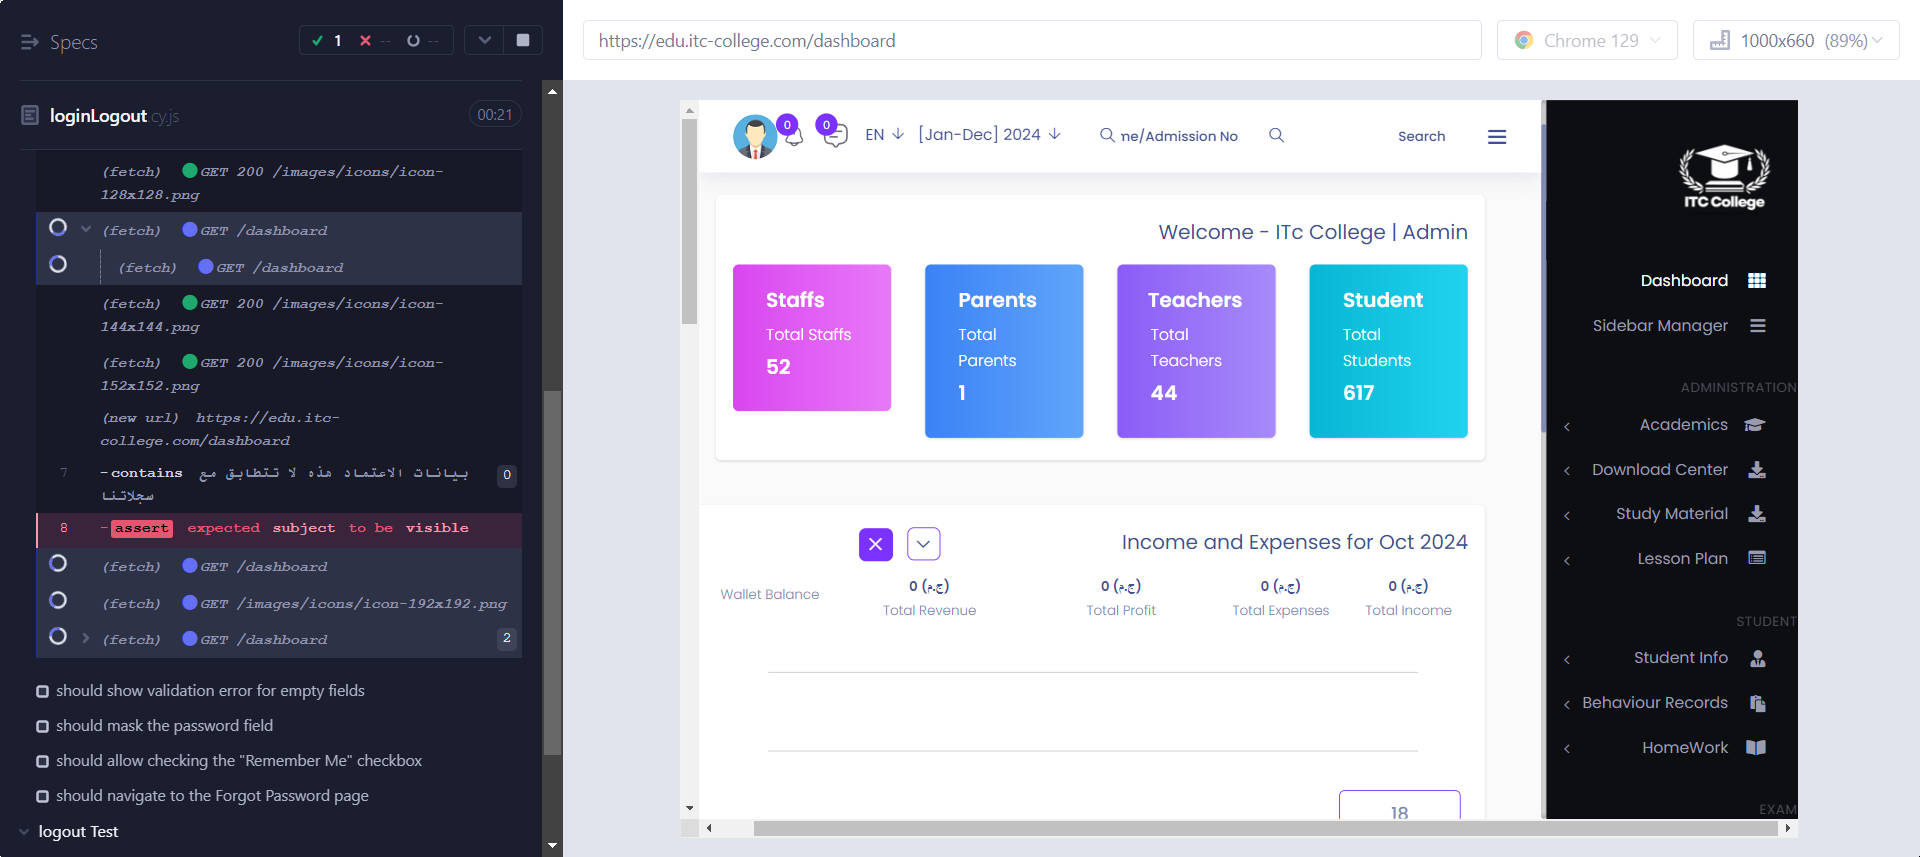 Specs
1 -- --
loginLogout.cy.js 00:21
(fetch) GET 200 /images/icons/icon-
128x128.png
(fetch) GET /dashboard
(fetch) GET /dashboard
(fetch) GET 200 /images/icons/icon-
144x144.png
(fetch) GET 200 /images/icons/icon-
152x152.png
(new url) https://edu.itc-
college.com/dashboard
7 -contains بيانات الاعتماد هذه لا تتطابق مع 0
سجلاتنا
8 -assert expected subject to be visible
(fetch) GET /dashboard
(fetch) GET /images/icons/icon-192x192.png
(fetch) GET /dashboard 2
should show validation error for empty fields
should mask the password field
should allow checking the "Remember Me" checkbox
should navigate to the Forgot Password page
logout Test
https://edu.itc-college.com/dashboard
Chrome 129
1000x660 (89%)
0 0 EN [Jan-Dec] 2024 ne/Admission No Search
Welcome - ITc College | Admin
Staffs
Total Staffs
52
Parents
Total
Parents
1
Teachers
Total
Teachers
44
Student
Total
Students
617
Income and Expenses for Oct 2024
Wallet Balance
0 (ج.م)
Total Revenue
0 (ج.م)
Total Profit
0 (ج.م)
Total Expenses
0 (ج.م)
Total Income
18
ITC College
Dashboard
Sidebar Manager
ADMINISTRATION
Academics
Download Center
Study Material
Lesson Plan
STUDENT
Student Info
Behaviour Records
HomeWork
EXAM